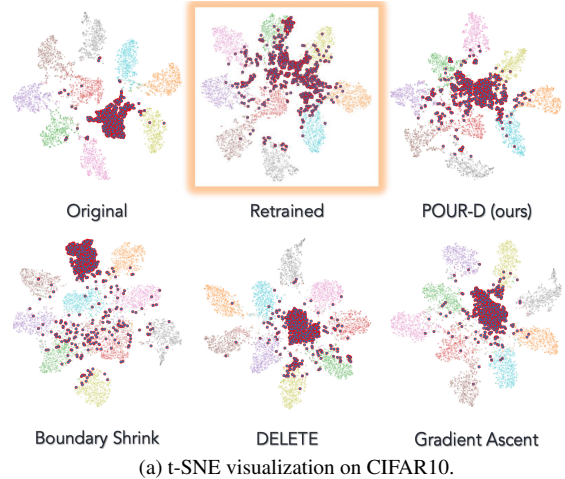 Original
Retrained
POUR-D (ours)
Boundary Shrink
DELETE
Gradient Ascent
(a) t-SNE visualization on CIFAR10.